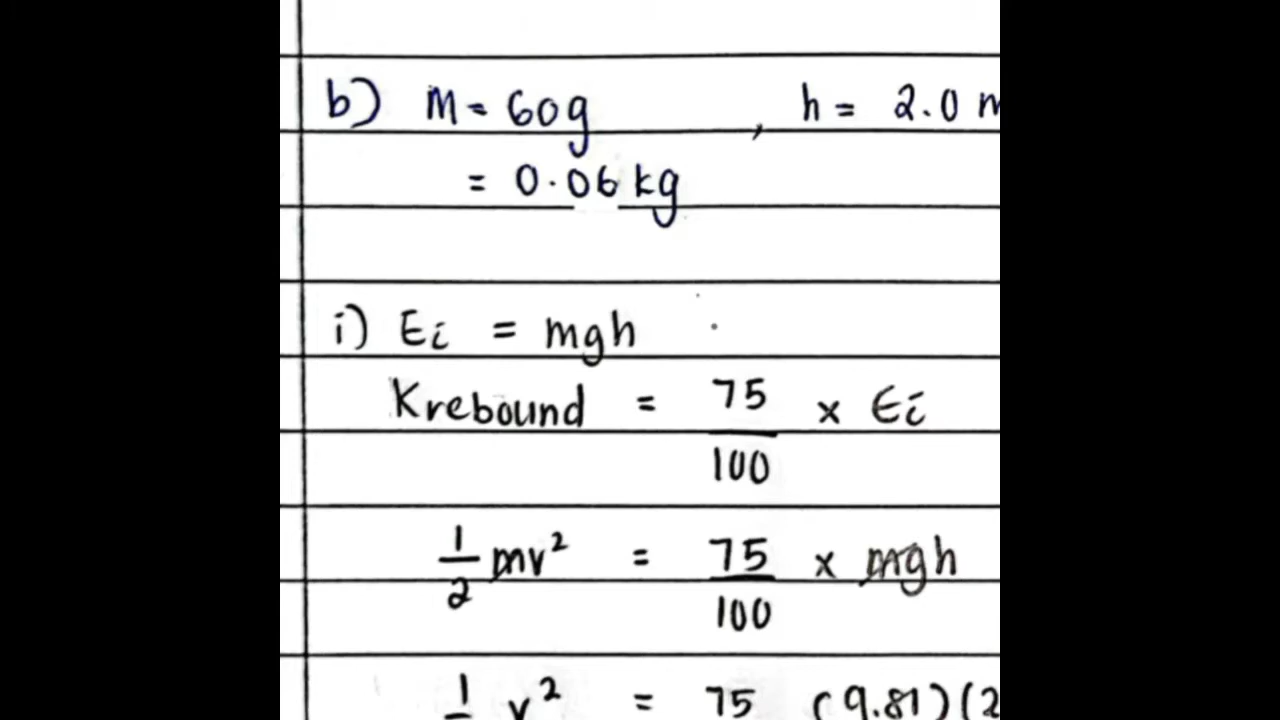 b) m = 60g , h = 2.0 m
= 0.06 kg
i) Ei = mgh
Krebound = 75/100 × Ei
1/2 mv² = 75/100 × mgh
1 v² = 75 (9.81)(2